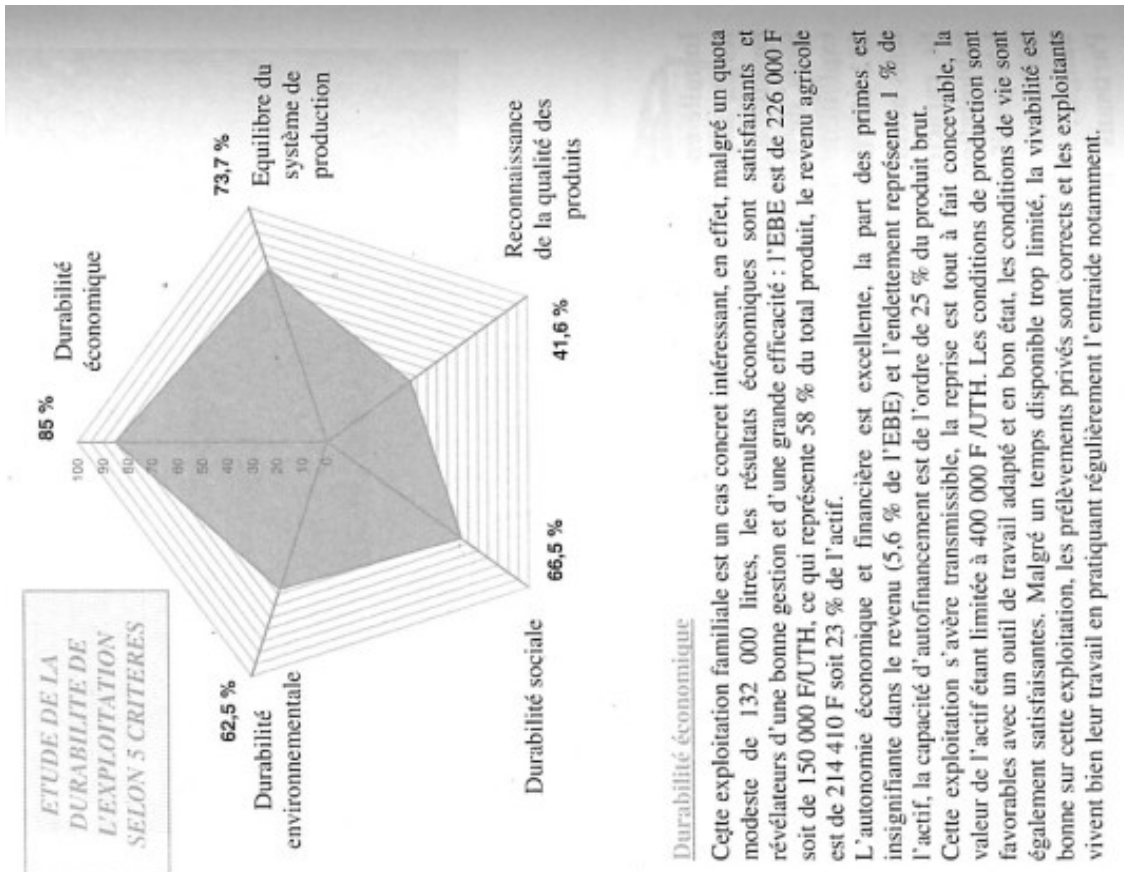 ETUDE DE LA
DURABILITE DE
L'EXPLOITATION
SELON 5 CRITERES
85 %
Durabilité
économique
73,7 %
Equilibre du
système de
production
Reconnaissance
de la qualité des
produits
41,6 %
66,5 %
Durabilité sociale
62,5 %
Durabilité
environnementale
100
90
80
70
60
50
40
30
20
10
0
Durabilité économique
Cette exploitation familiale est un cas concret intéressant, en effet, malgré un quota
modeste de 132 000 litres, les résultats économiques sont satisfaisants et
révélateurs d'une bonne gestion et d'une grande efficacité : l'EBE est de 226 000 F
soit de 150 000 F/UTH, ce qui représente 58 % du total produit, le revenu agricole
est de 214 410 F soit 23 % de l'actif.
L'autonomie économique et financière est excellente, la part des primes est
insignifiante dans le revenu (5,6 % de l'EBE) et l'endettement représente 1 % de
l'actif, la capacité d'autofinancement est de l'ordre de 25 % du produit brut.
Cette exploitation s'avère transmissible, la reprise est tout à fait concevable, la
valeur de l'actif étant limitée à 400 000 F /UTH. Les conditions de production sont
favorables avec un outil de travail adapté et en bon état, les conditions de vie sont
également satisfaisantes. Malgré un temps disponible trop limité, la vivabilité est
bonne sur cette exploitation, les prélèvements privés sont corrects et les exploitants
vivent bien leur travail en pratiquant régulièrement l'entraide notamment.